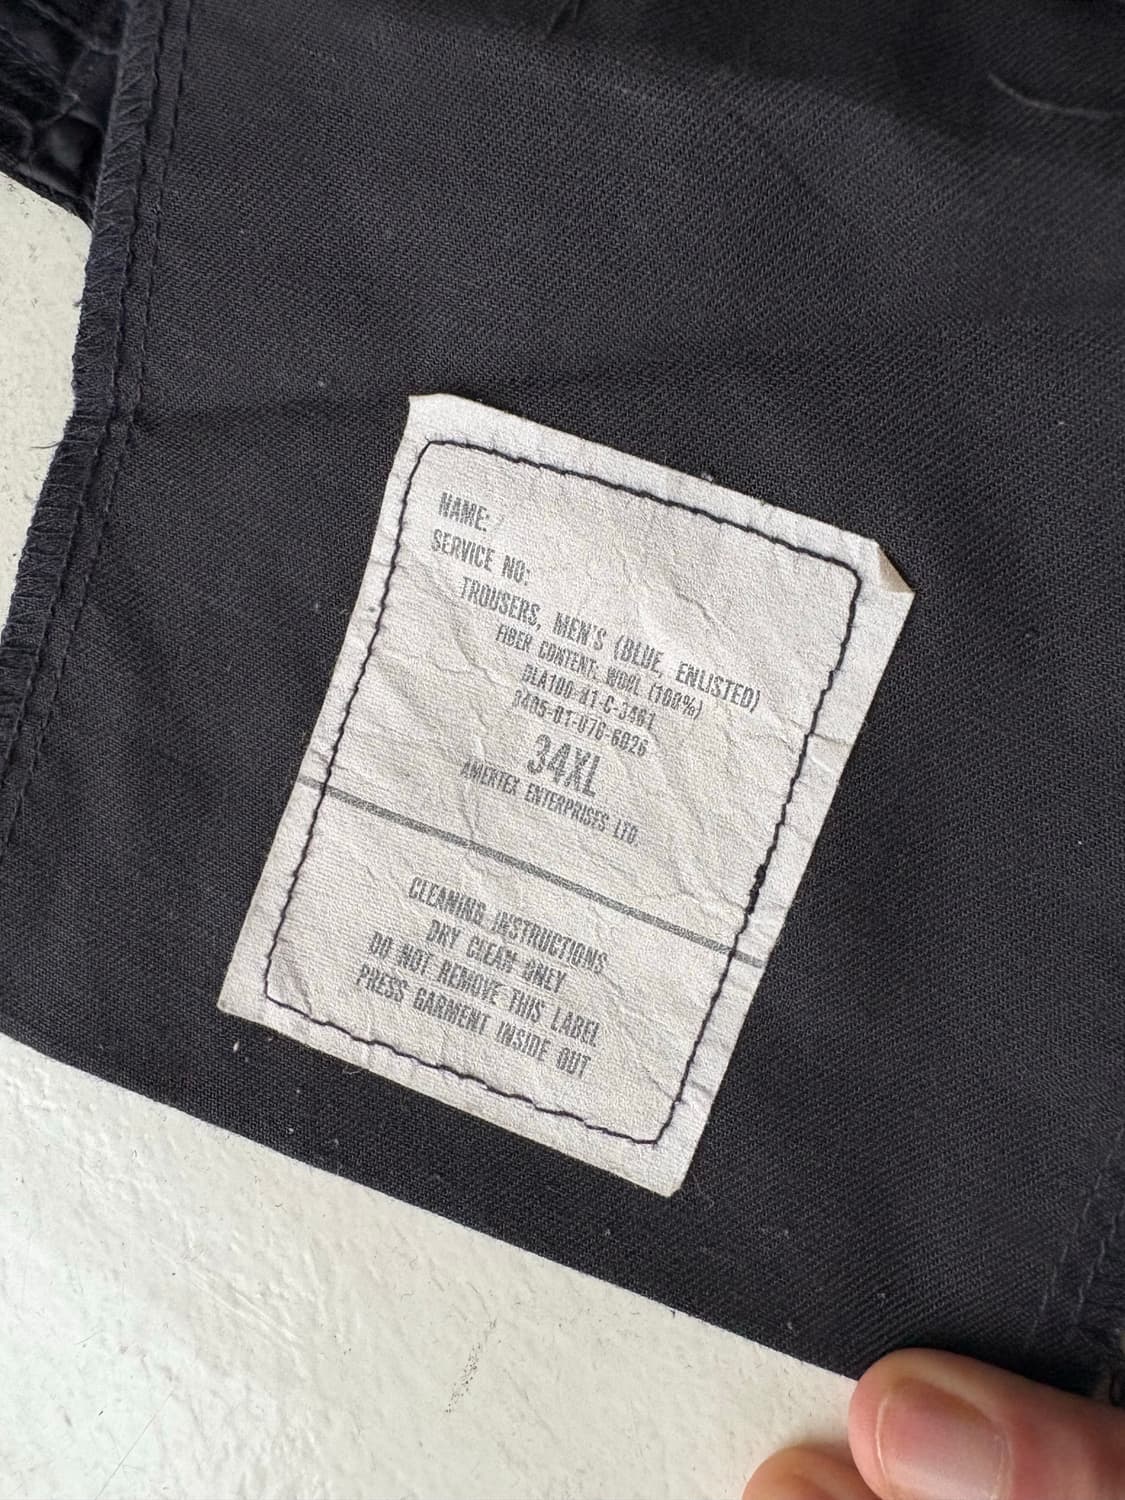 NAME:
SERVICE NO:
TROUSERS, MEN'S (BLUE, ENLISTED)
FIBER CONTENT: WOOL (100%)
34XL
AMERTEX ENTERPRISES LTD.
CLEANING INSTRUCTIONS
DRY CLEAN ONLY
DO NOT REMOVE THIS LABEL
PRESS GARMENT INSIDE OUT